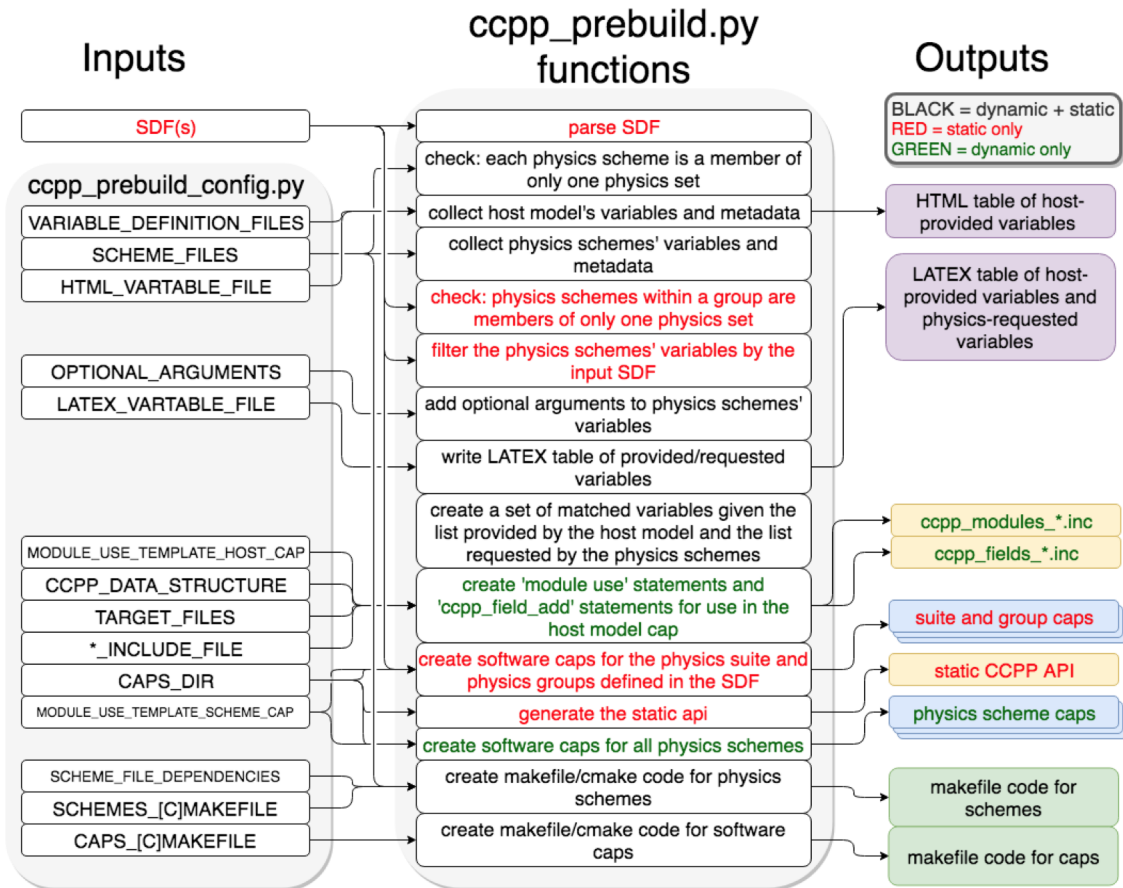 Inputs
ccpp_prebuild.py
functions
Outputs
SDF(s)
ccpp_prebuild_config.py
VARIABLE_DEFINITION_FILES
SCHEME_FILES
HTML_VARTABLE_FILE
OPTIONAL_ARGUMENTS
LATEX_VARTABLE_FILE
MODULE_USE_TEMPLATE_HOST_CAP
CCPP_DATA_STRUCTURE
TARGET_FILES
*_INCLUDE_FILE
CAPS_DIR
MODULE_USE_TEMPLATE_SCHEME_CAP
SCHEME_FILE_DEPENDENCIES
SCHEMES_[C]MAKEFILE
CAPS_[C]MAKEFILE
parse SDF
check: each physics scheme is a member of
only one physics set
collect host model's variables and metadata
collect physics schemes' variables and
metadata
check: physics schemes within a group are
members of only one physics set
filter the physics schemes' variables by the
input SDF
add optional arguments to physics schemes'
variables
write LATEX table of provided/requested
variables
create a set of matched variables given the
list provided by the host model and the list
requested by the physics schemes
create 'module use' statements and
'ccpp_field_add' statements for use in the
host model cap
create software caps for the physics suite and
physics groups defined in the SDF
generate the static api
create software caps for all physics schemes
create makefile/cmake code for physics
schemes
create makefile/cmake code for software
caps
BLACK = dynamic + static
RED = static only
GREEN = dynamic only
HTML table of host-
provided variables
LATEX table of host-
provided variables and
physics-requested
variables
ccpp_modules_*.inc
ccpp_fields_*.inc
suite and group caps
static CCPP API
physics scheme caps
makefile code for
schemes
makefile code for caps